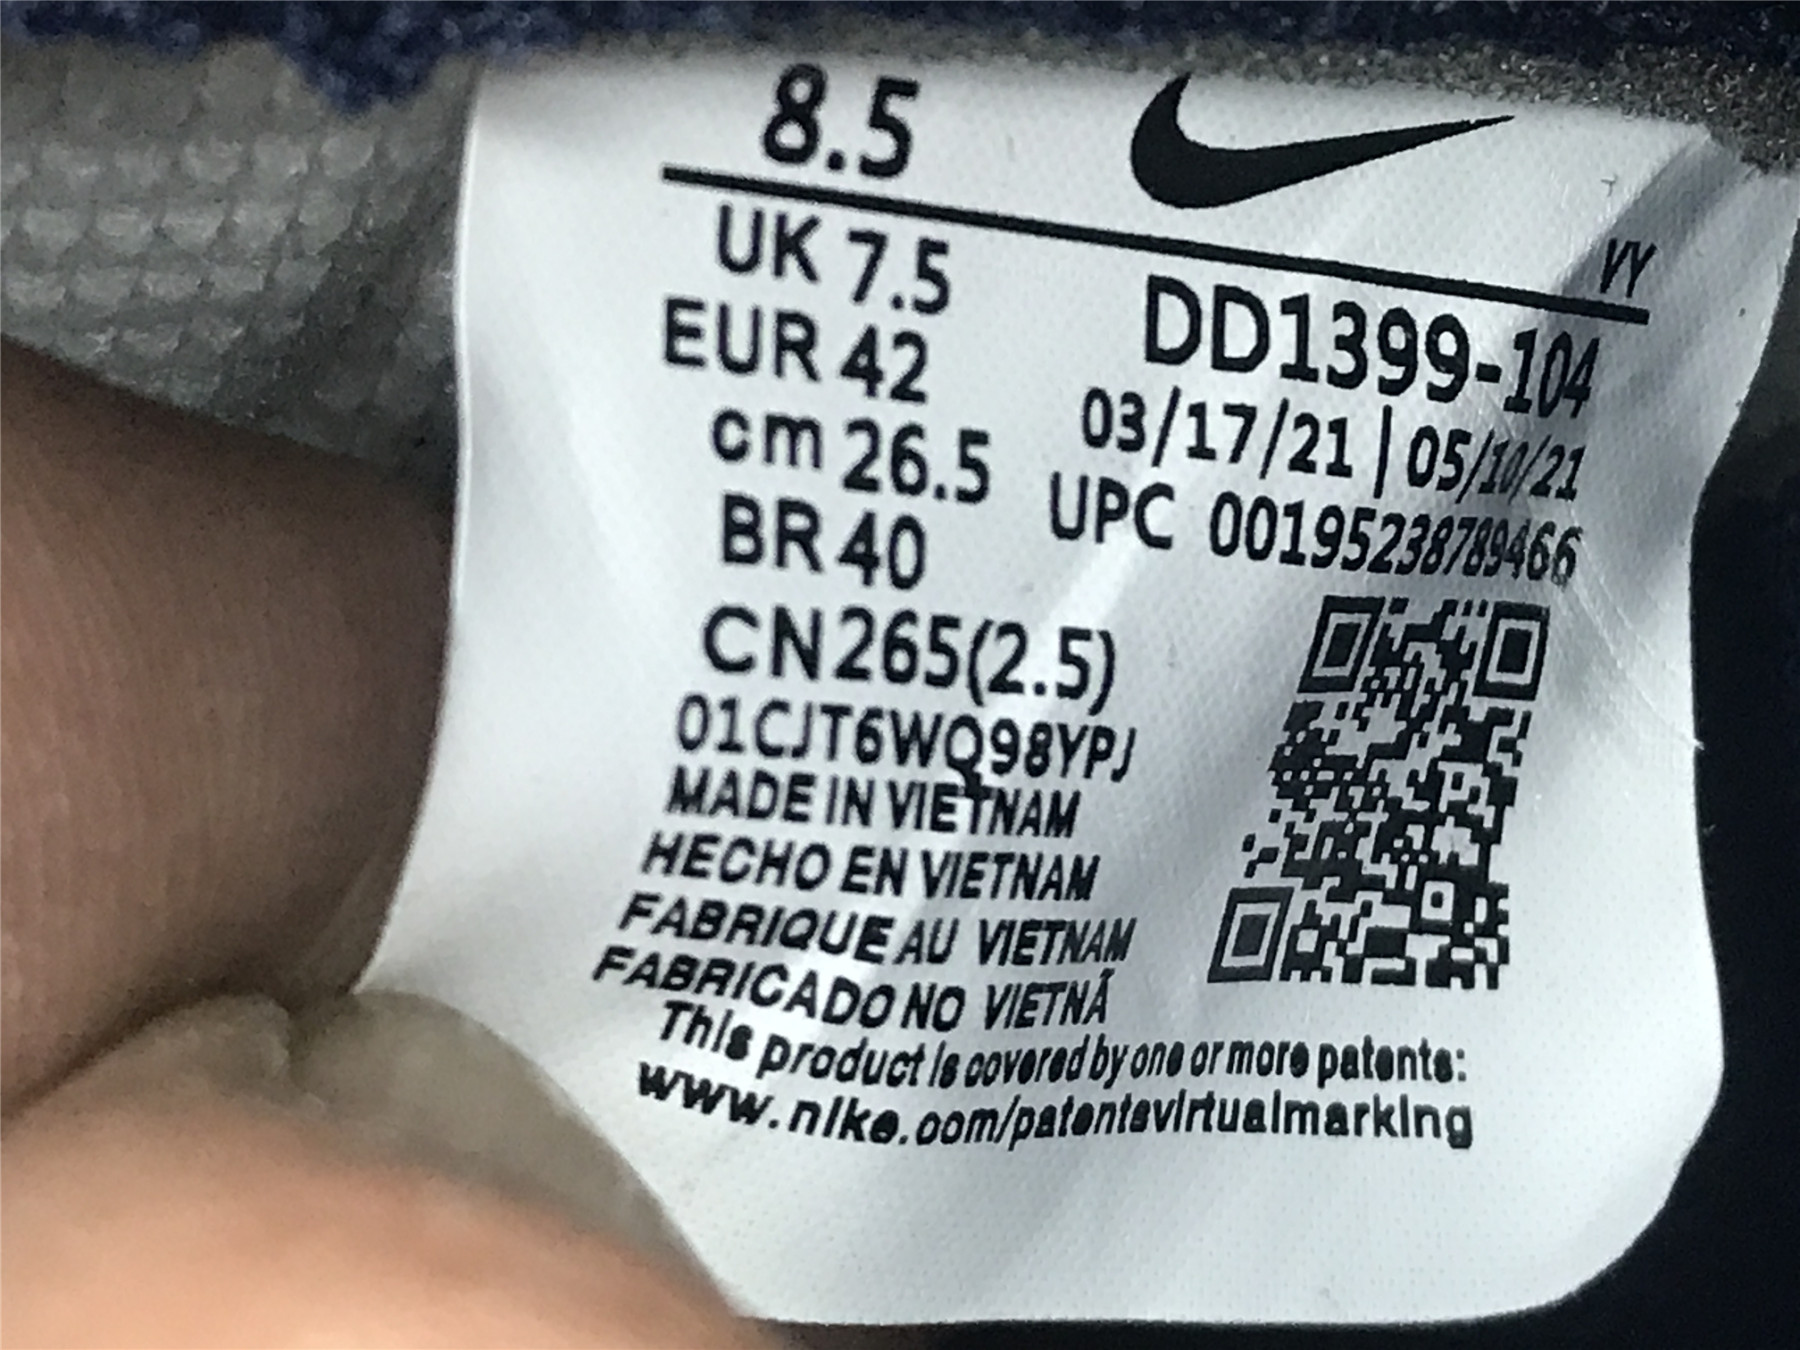 8.5
VY
UK 7.5
EUR 42
cm 26.5
BR 40
CN 265(2.5)
DD1399-104
03/17/21 | 05/10/21
UPC 00195238789466
01CJT6WQ98YPJ
MADE IN VIETNAM
HECHO EN VIETNAM
FABRIQUE AU VIETNAM
FABRICADO NO VIETNÃ
This product is covered by one or more patents:
www.nike.com/patentsvirtualmarking